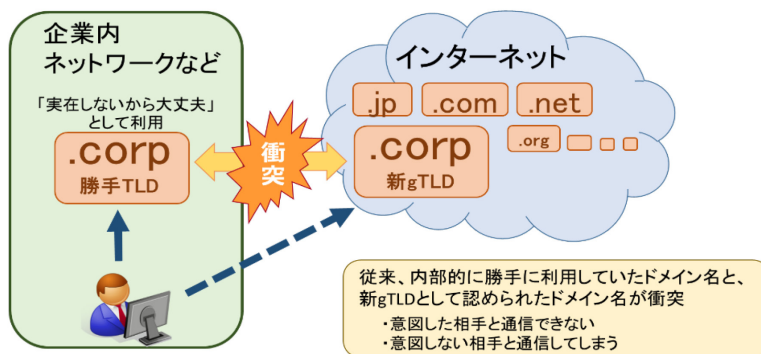 企業内
ネットワークなど
「実在しないから大丈夫」
として利用
.corp
勝手TLD
衝突
インターネット
.jp
.com
.net
.corp
新gTLD
.org
従来、内部的に勝手に利用していたドメイン名と、
新gTLDとして認められたドメイン名が衝突
・意図した相手と通信できない
・意図しない相手と通信してしまう